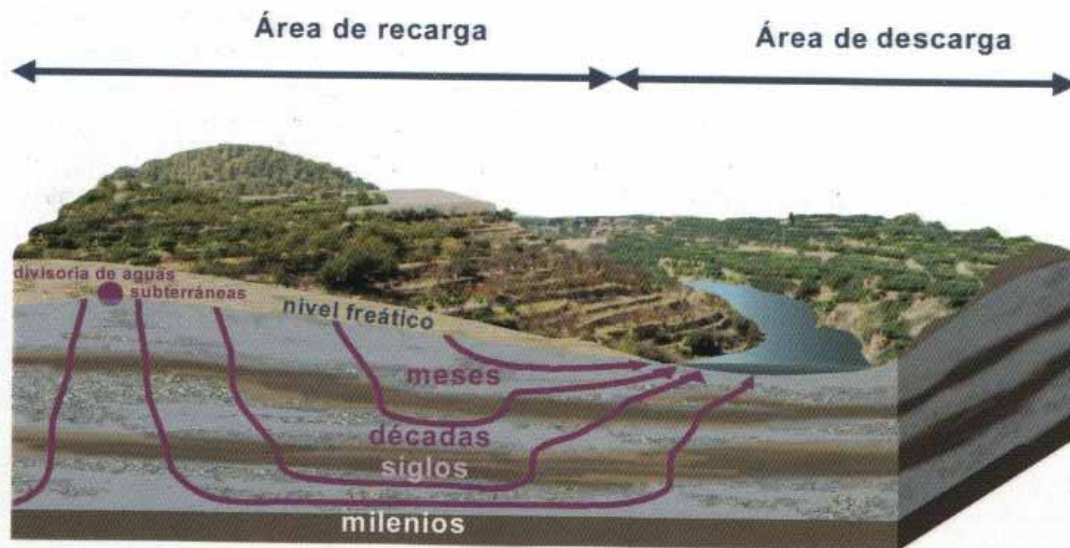 Área de recarga
Área de descarga
divisoria de aguas
subterráneas
nivel freático
meses
décadas
siglos
milenios